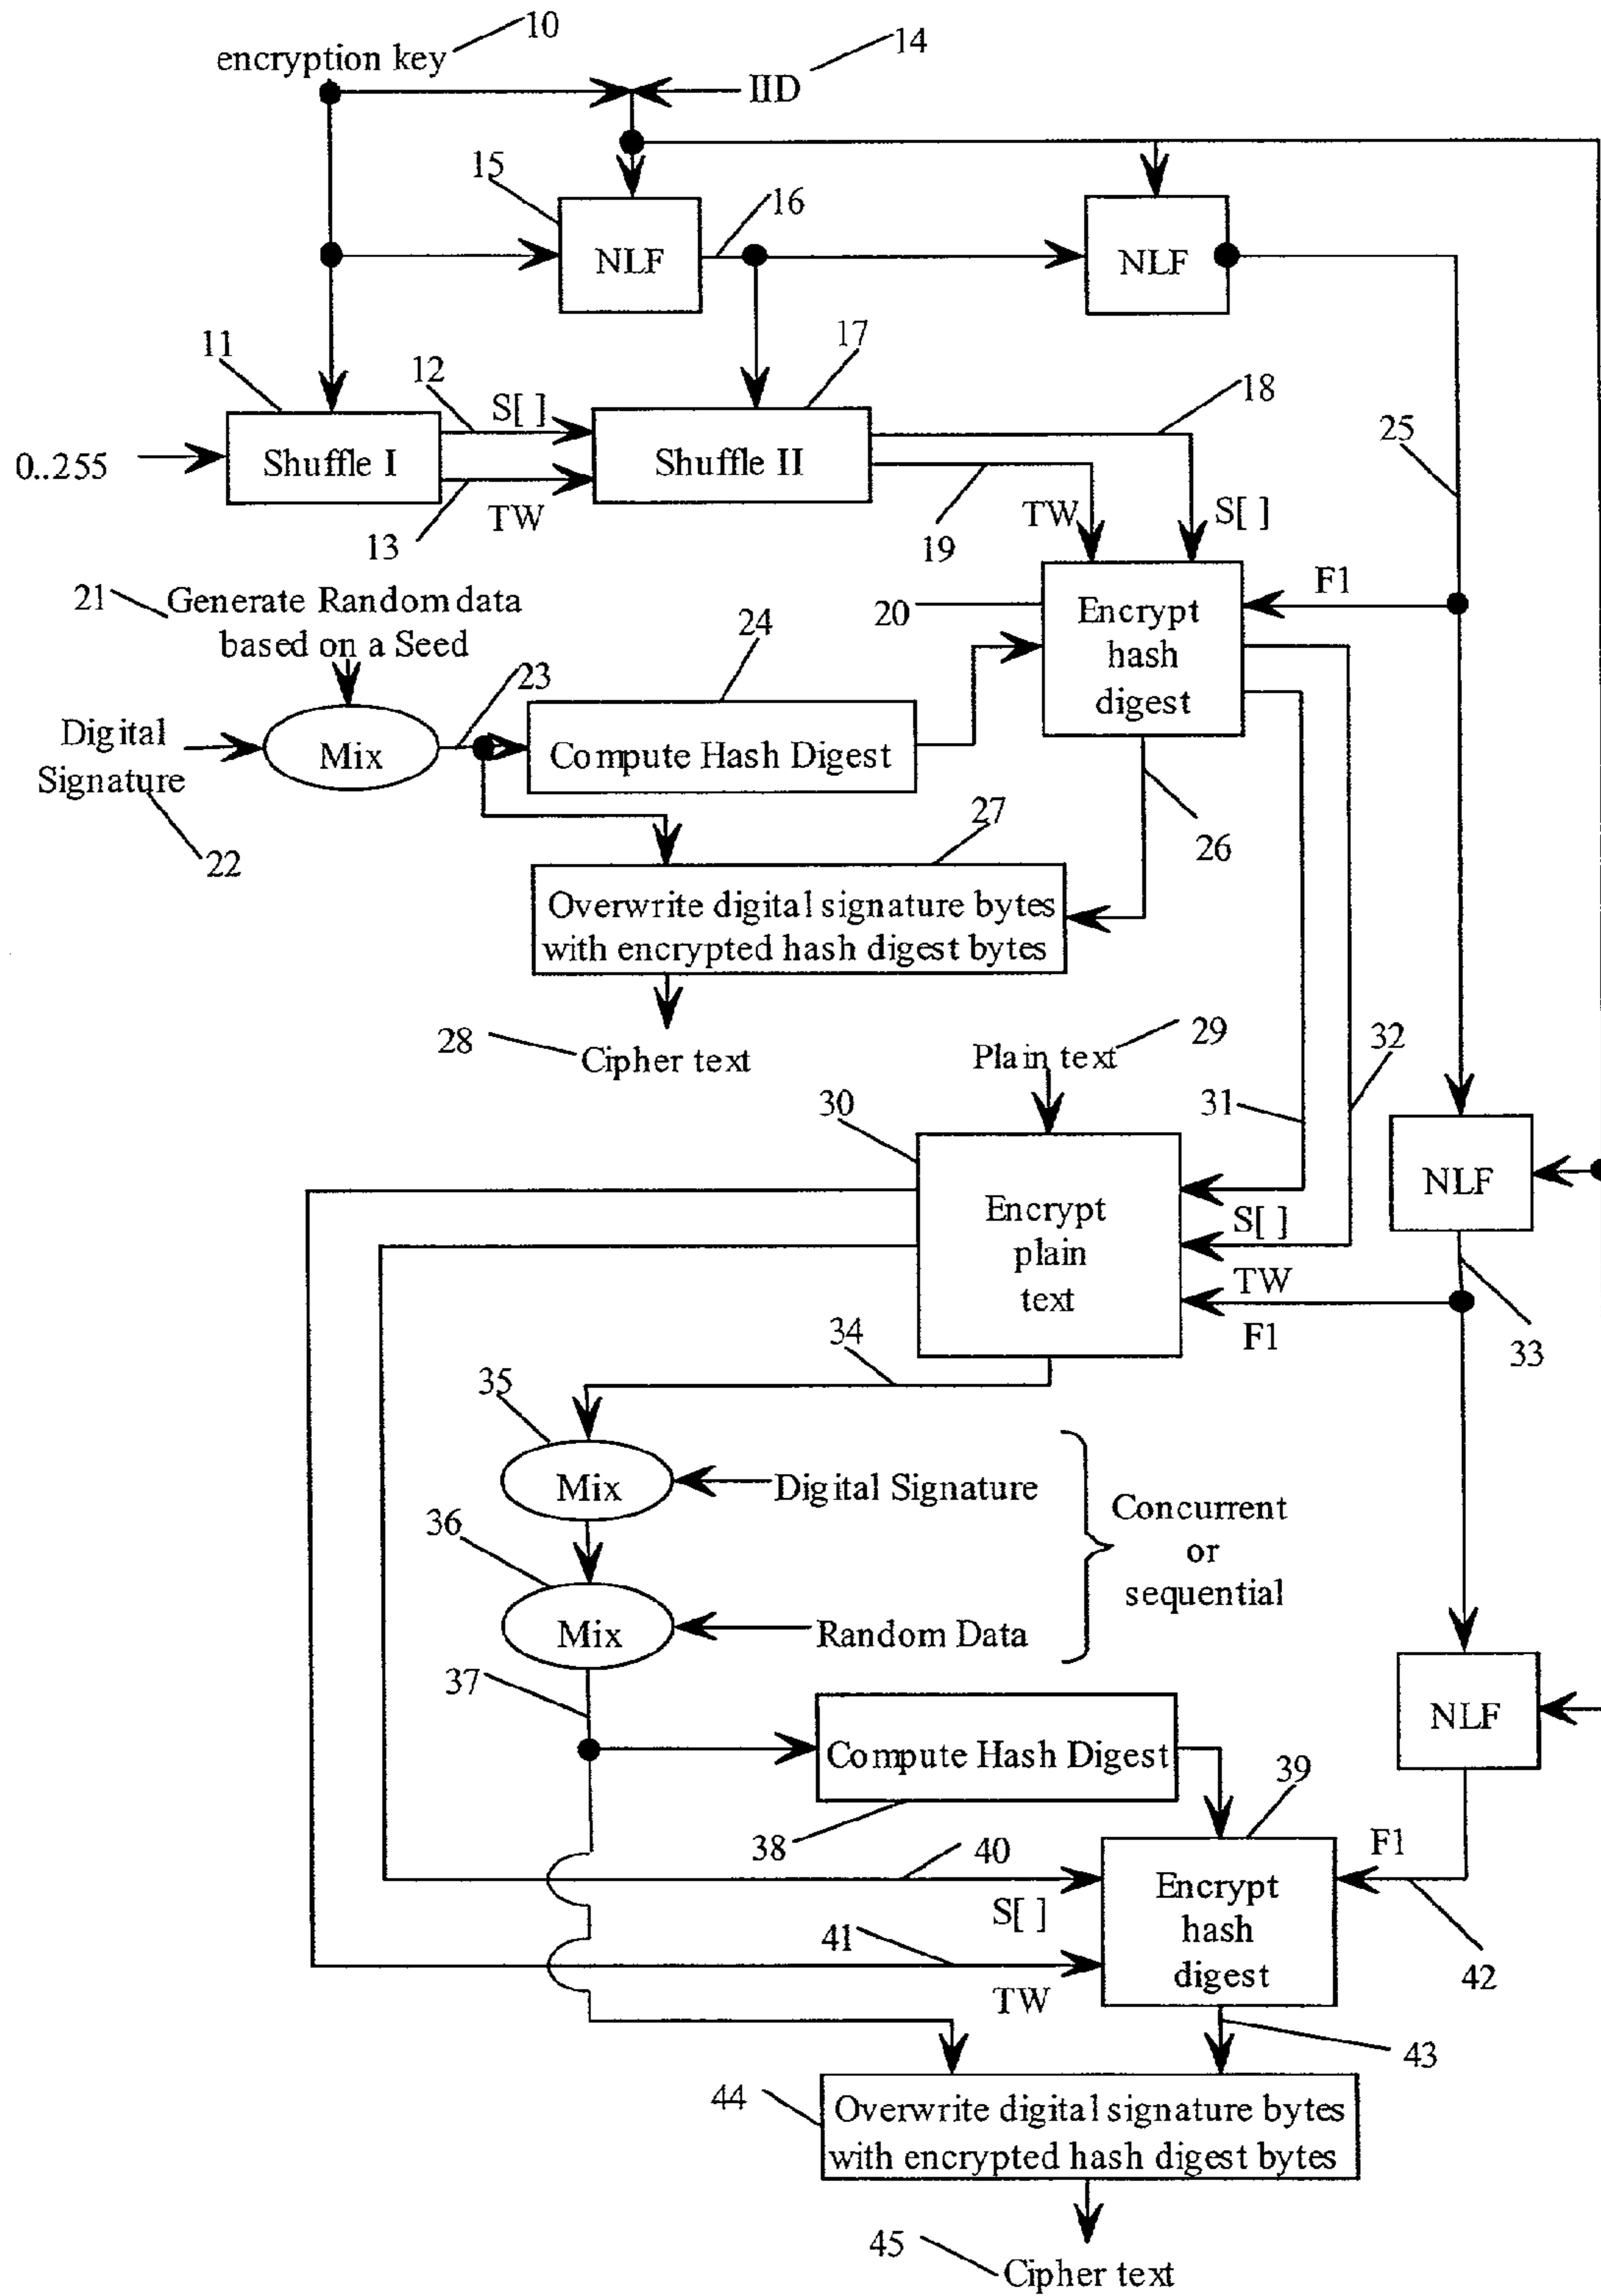 10
encryption key
14
IID
15
16
NLF
NLF
11
12
17
18
S[ ]
25
0..255
Shuffle I
Shuffle II
TW
13
19
TW
S[ ]
21
Generate Random data
based on a Seed
F1
20
Encrypt
hash
digest
24
23
Digital
Signature
Mix
Compute Hash Digest
22
27
26
Overwrite digital signature bytes
with encrypted hash digest bytes
28
Cipher text
Plain text
29
32
30
31
NLF
Encrypt
plain
text
S[ ]
TW
F1
34
33
35
Mix
Digital Signature
Concurrent
or
sequential
36
Mix
Random Data
37
NLF
Compute Hash Digest
39
38
F1
40
Encrypt
hash
digest
S[ ]
41
42
TW
43
44
Overwrite digital signature bytes
with encrypted hash digest bytes
45
Cipher text